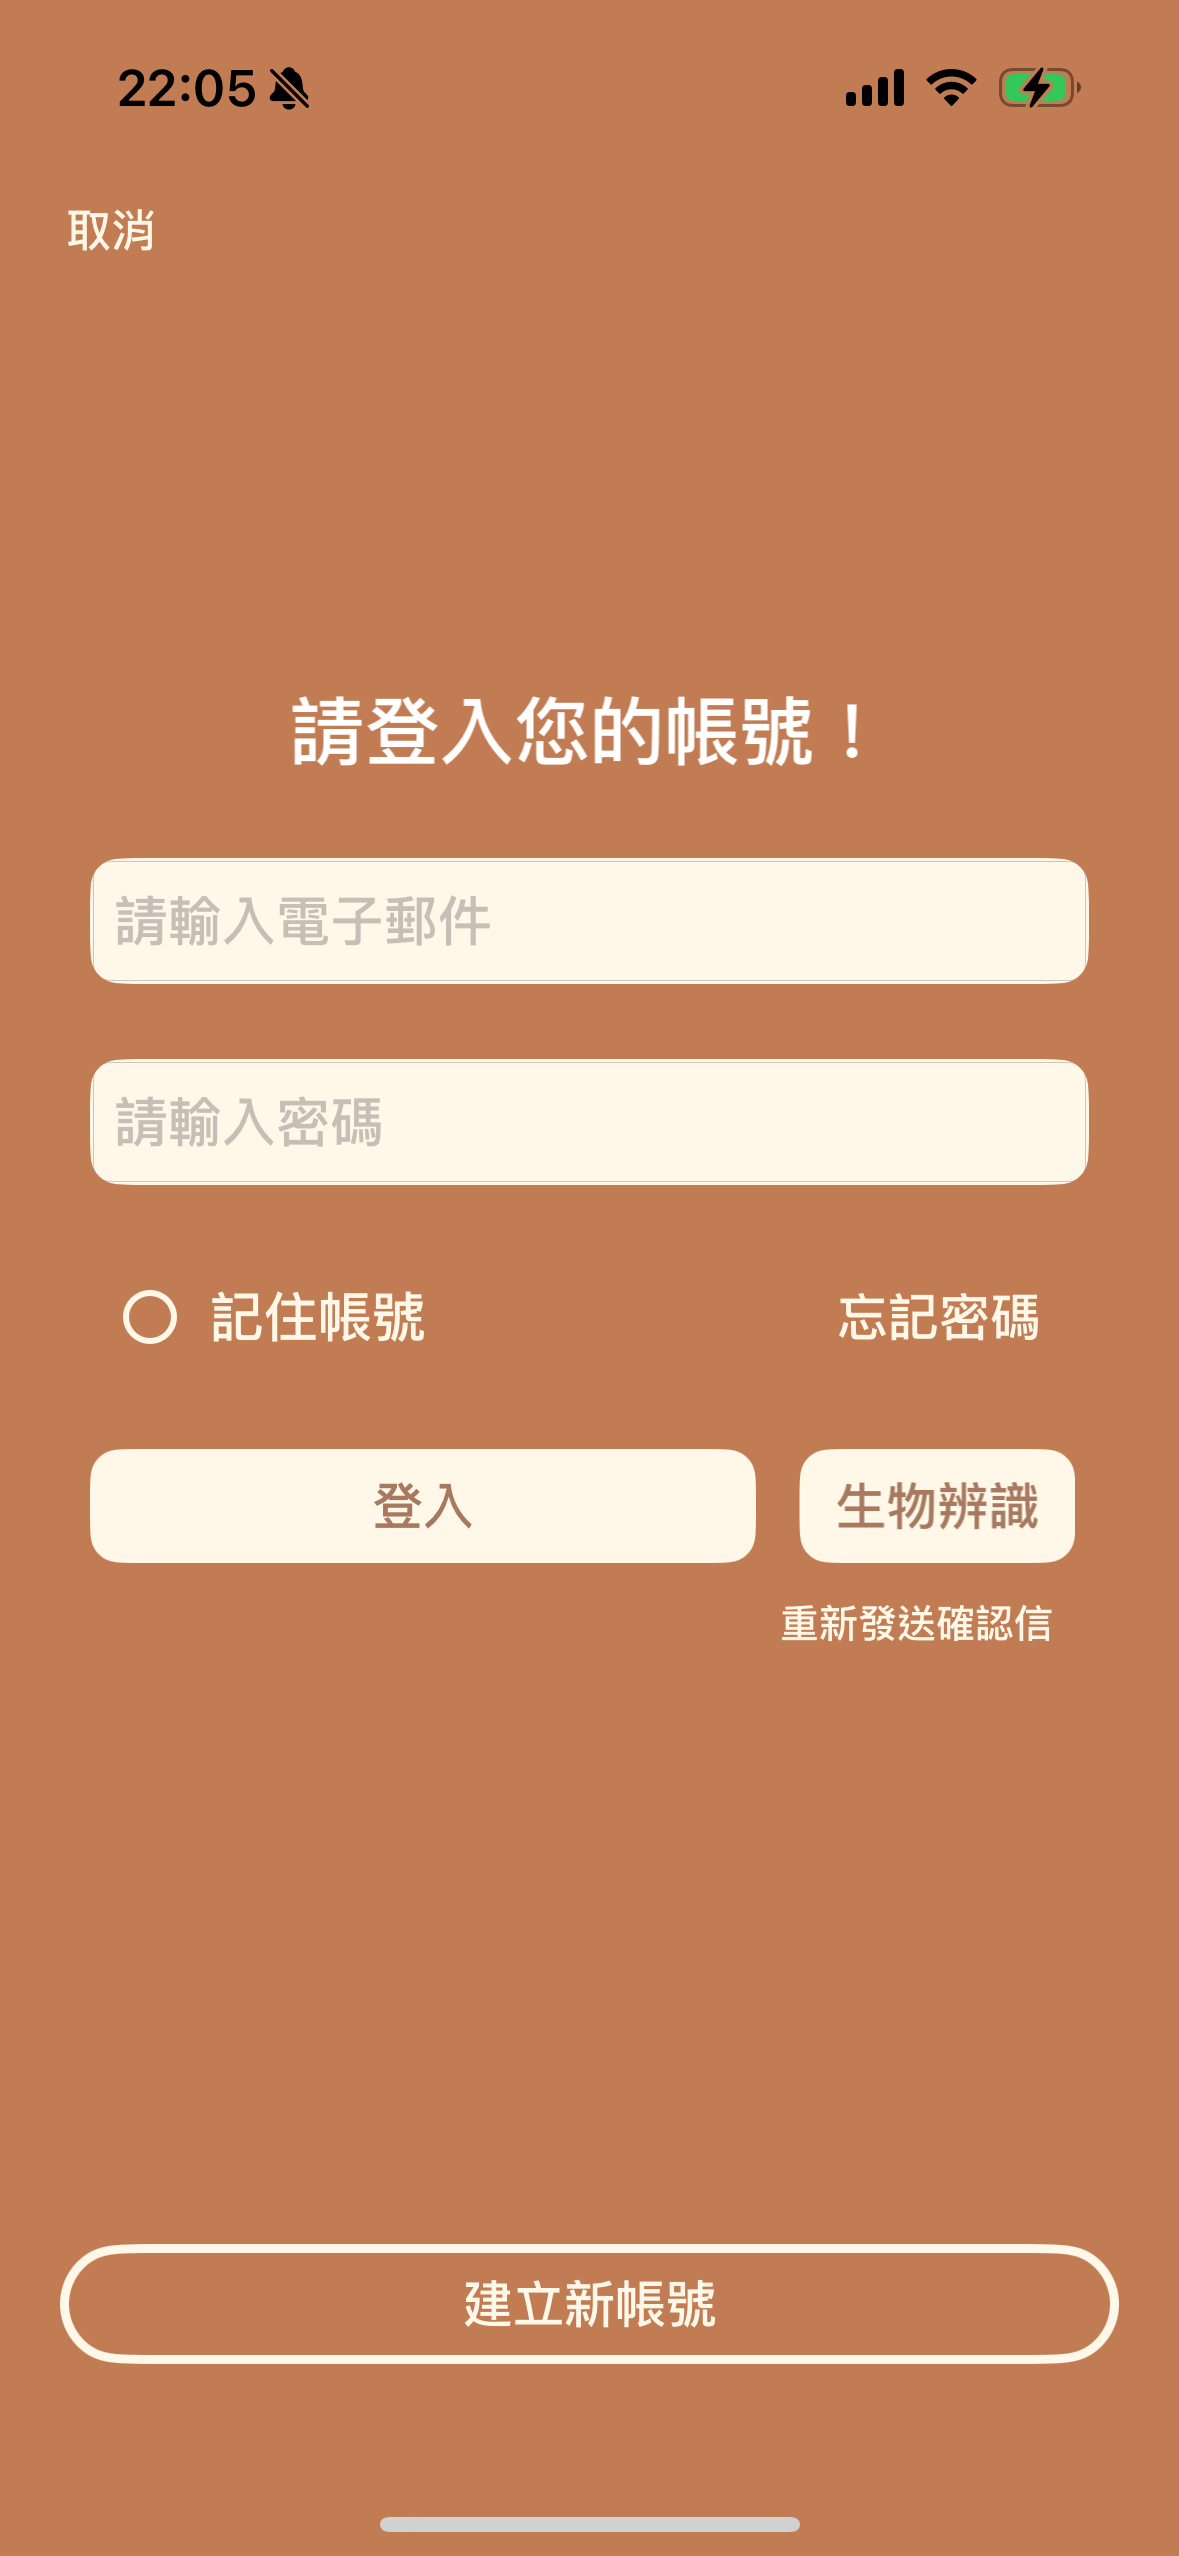 22:05
取消
請登入您的帳號！
請輸入電子郵件
請輸入密碼
記住帳號 忘記密碼
登入 生物辨識
重新發送確認信
建立新帳號